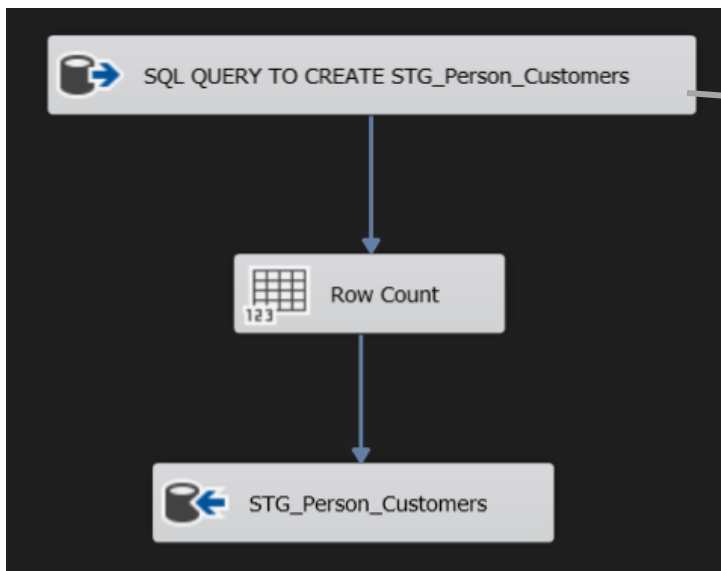 SQL QUERY TO CREATE STG_Person_Customers
123
Row Count
STG_Person_Customers